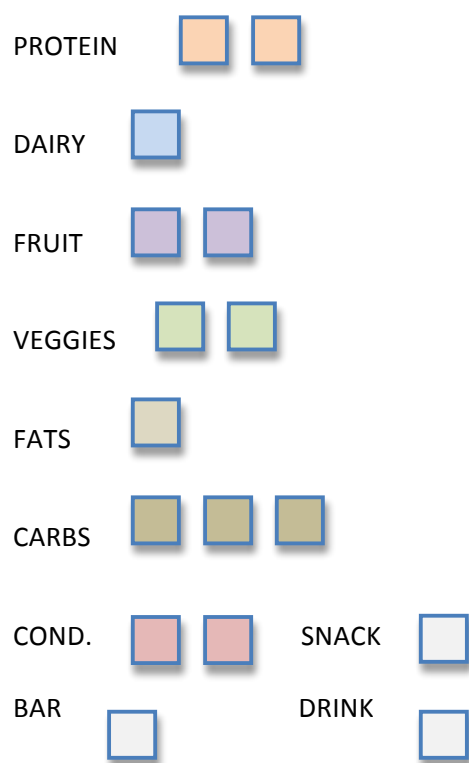 PROTEIN
DAIRY
FRUIT
VEGGIES
FATS
CARBS
COND. SNACK
BAR DRINK